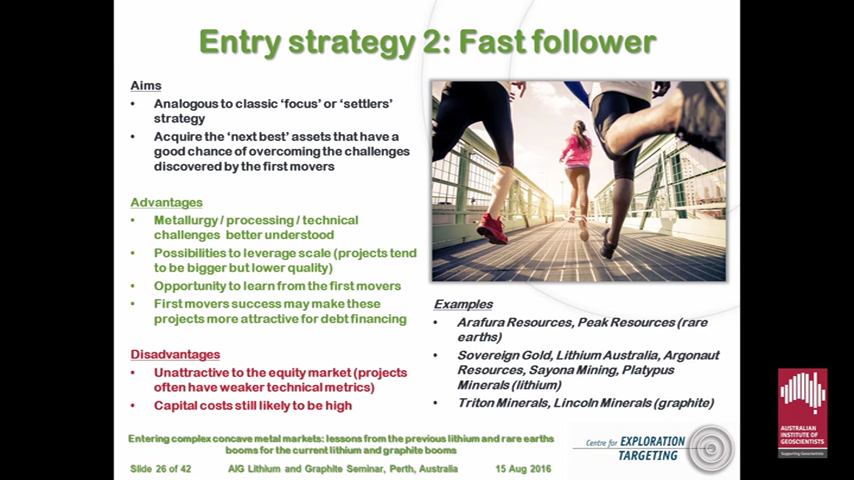 Entry strategy 2: Fast follower
Aims
• Analogous to classic ‘focus’ or ‘settlers’
strategy
• Acquire the ‘next best’ assets that have a
good chance of overcoming the challenges
discovered by the first movers
Advantages
• Metallurgy / processing / technical
challenges better understood
• Possibilities to leverage scale (projects tend
to be bigger but lower quality)
• Opportunity to learn from the first movers
• First movers success may make these
projects more attractive for debt financing
Disadvantages
• Unattractive to the equity market (projects
often have weaker technical metrics)
• Capital costs still likely to be high
Examples
• Arafura Resources, Peak Resources (rare
earths)
• Sovereign Gold, Lithium Australia, Argonaut
Resources, Sayona Mining, Platypus
Minerals (lithium)
• Triton Minerals, Lincoln Minerals (graphite)
Entering complex concave metal markets: lessons from the previous lithium and rare earths
booms for the current lithium and graphite booms
Slide 26 of 42 AIG Lithium and Graphite Seminar, Perth, Australia 15 Aug 2016
Centre for EXPLORATION
TARGETING
AUSTRALIAN
INSTITUTE OF
GEOSCIENTISTS
Supporting Geoscientists